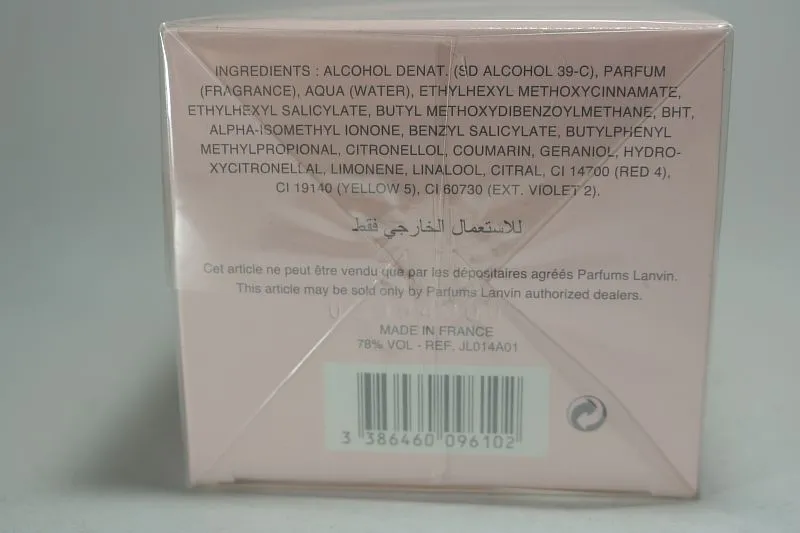 INGREDIENTS : ALCOHOL DENAT. (SD ALCOHOL 39-C), PARFUM
(FRAGRANCE), AQUA (WATER), ETHYLHEXYL METHOXYCINNAMATE,
ETHYLHEXYL SALICYLATE, BUTYL METHOXYDIBENZOYLMETHANE, BHT,
ALPHA-ISOMETHYL IONONE, BENZYL SALICYLATE, BUTYLPHENYL
METHYLPROPIONAL, CITRONELLOL, COUMARIN, GERANIOL, HYDRO-
XYCITRONELLAL, LIMONENE, LINALOOL, CITRAL, CI 14700 (RED 4),
CI 19140 (YELLOW 5), CI 60730 (EXT. VIOLET 2).
للاستعمال الخارجي فقط
Cet article ne peut être vendu que par les dépositaires agréés Parfums Lanvin.
This article may be sold only by Parfums Lanvin authorized dealers.
MADE IN FRANCE
78% VOL - REF. JL014A01
3 386460 096102